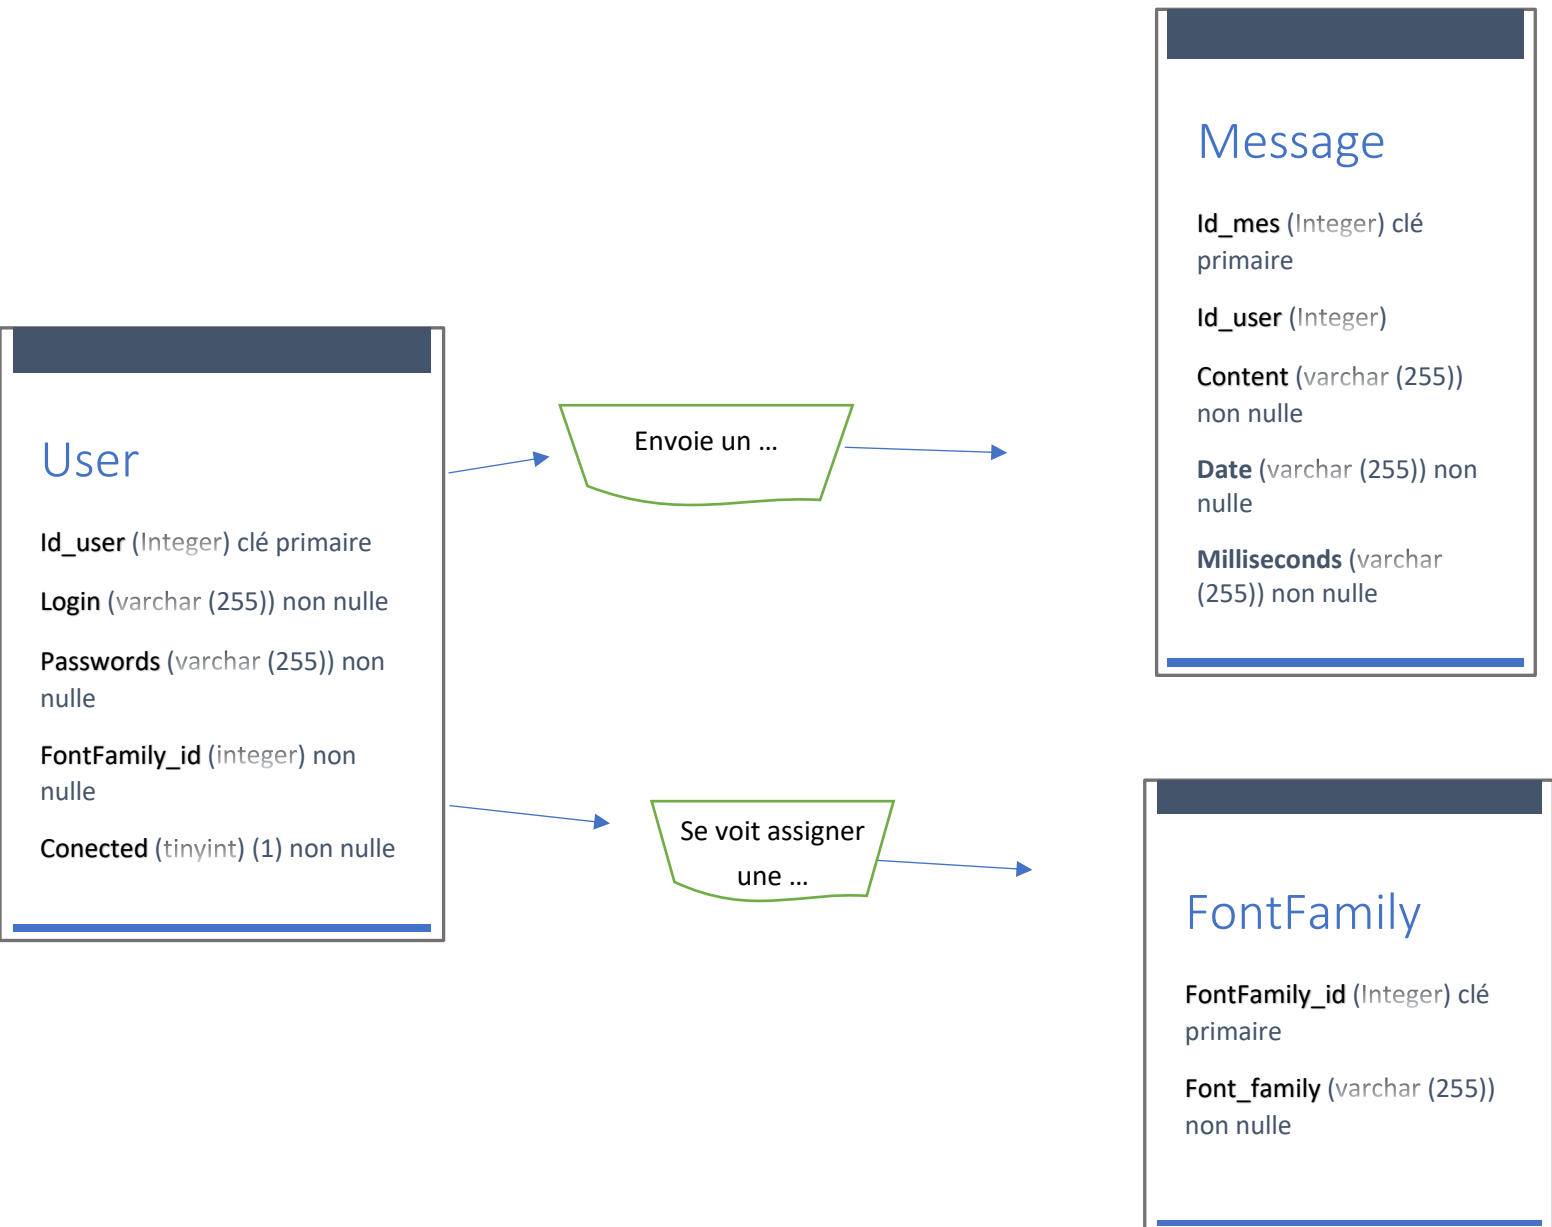 Message
Id_mes (Integer) clé
primaire
Id_user (Integer)
Content (varchar (255))
non nulle
Date (varchar (255)) non
nulle
Milliseconds (varchar
(255)) non nulle
User
Id_user (Integer) clé primaire
Login (varchar (255)) non nulle
Passwords (varchar (255)) non
nulle
FontFamily_id (integer) non
nulle
Conected (tinyint) (1) non nulle
Envoie un ...
Se voit assigner
une ...
FontFamily
FontFamily_id (Integer) clé
primaire
Font_family (varchar (255))
non nulle